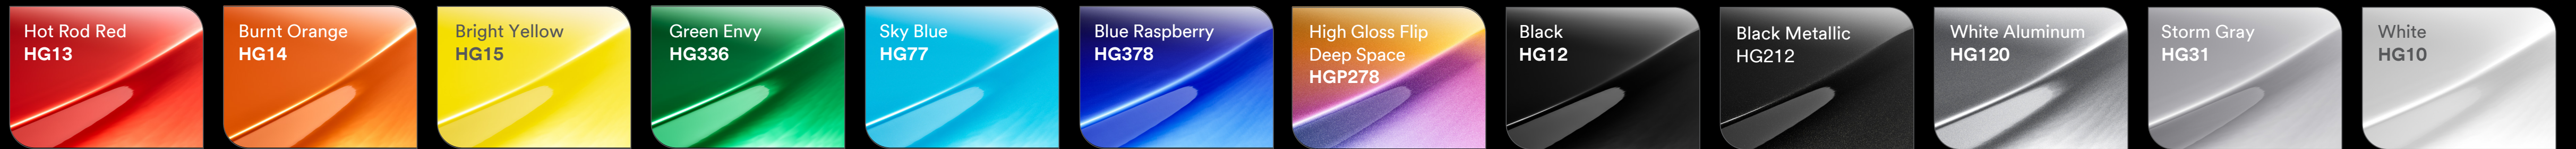 Hot Rod Red
HG13
Burnt Orange
HG14
Bright Yellow
HG15
Green Envy
HG336
Sky Blue
HG77
Blue Raspberry
HG378
High Gloss Flip
Deep Space
HGP278
Black
HG12
Black Metallic
HG212
White Aluminum
HG120
Storm Gray
HG31
White
HG10